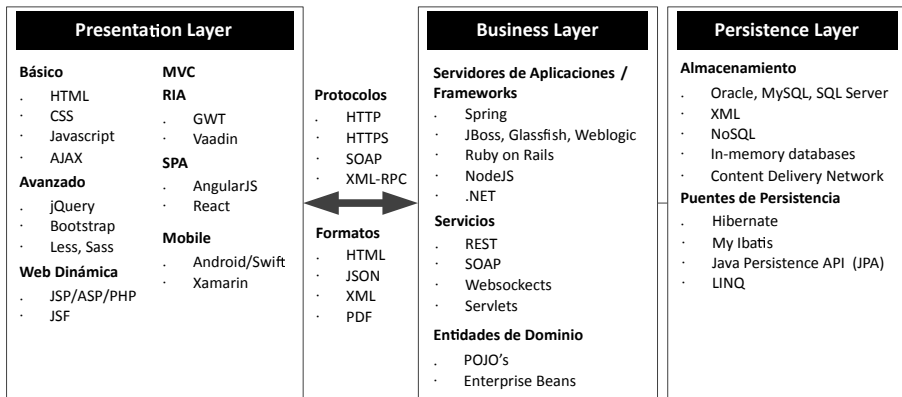 Presentation Layer
Básico
. HTML
· CSS
· Javascript
· AJAX
Avanzado
. jQuery
· Bootstrap
· Less, Sass
Web Dinámica
. JSP/ASP/PHP
· JSF
MVC
RIA
. GWT
· Vaadin
SPA
. AngularJS
· React
Mobile
. Android/Swift
· Xamarin
Protocolos
. HTTP
· HTTPS
· SOAP
· XML-RPC
Formatos
. HTML
· JSON
· XML
· PDF
Business Layer
Servidores de Aplicaciones /
Frameworks
. Spring
· JBoss, Glassfish, Weblogic
· Ruby on Rails
· NodeJS
· .NET
Servicios
. REST
· SOAP
· Websockects
· Servlets
Entidades de Dominio
. POJO's
· Enterprise Beans
Persistence Layer
Almacenamiento
. Oracle, MySQL, SQL Server
· XML
· NoSQL
· In-memory databases
· Content Delivery Network
Puentes de Persistencia
. Hibernate
· My Ibatis
· Java Persistence API (JPA)
· LINQ